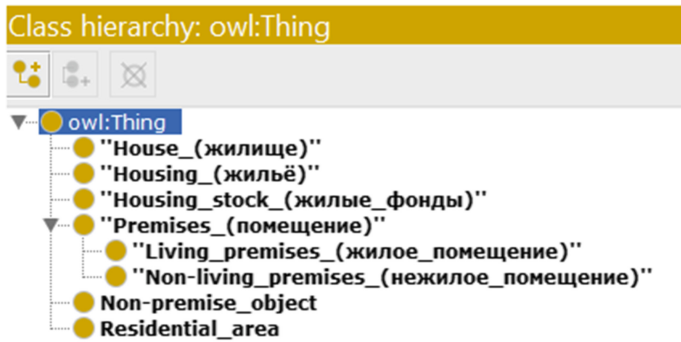 Class hierarchy: owl:Thing
owl:Thing
"House_(жилище)"
"Housing_(жильё)"
"Housing_stock_(жилые_фонды)"
"Premises_(помещение)"
"Living_premises_(жилое_помещение)"
"Non-living_premises_(нежилое_помещение)"
Non-premise_object
Residential_area